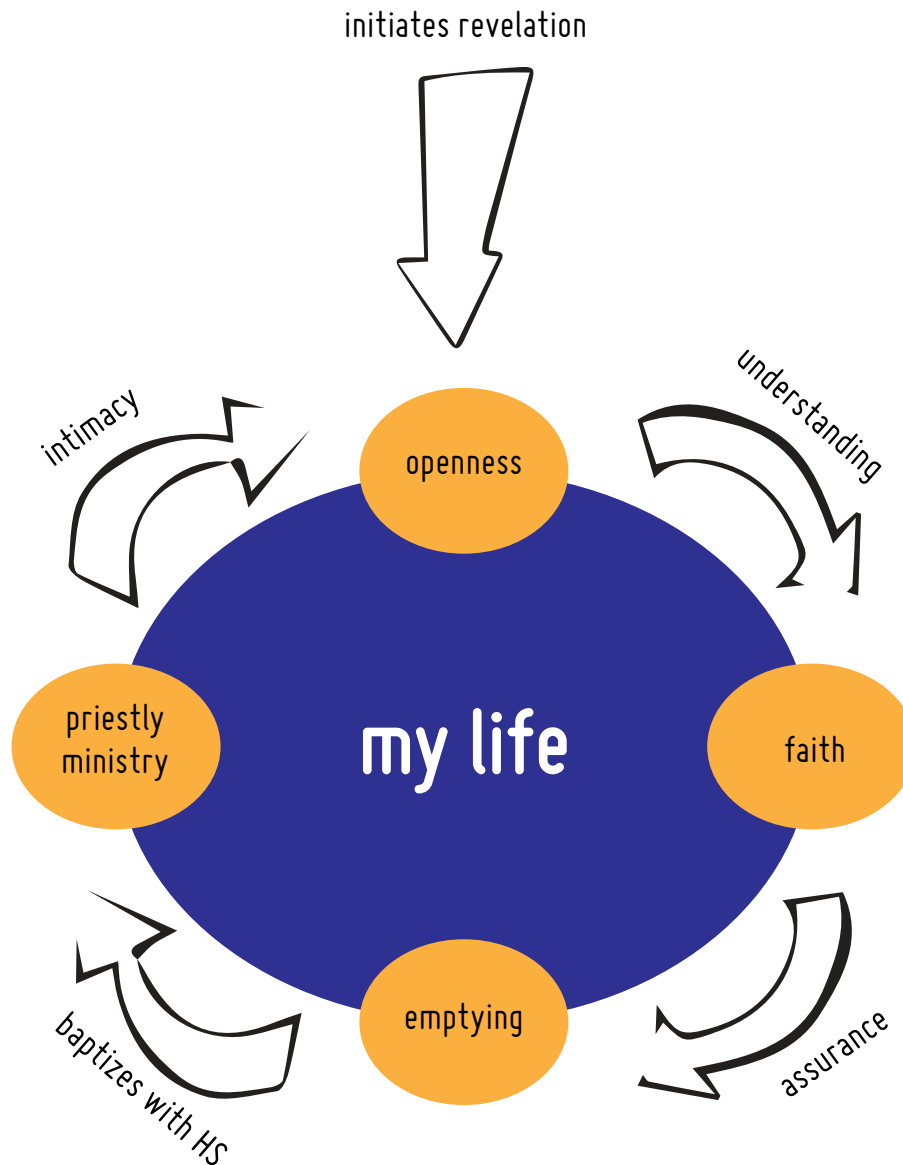 initiates revelation
intimacy
understanding
openness
priestly
ministry
my life
faith
emptying
baptizes with HS
assurance